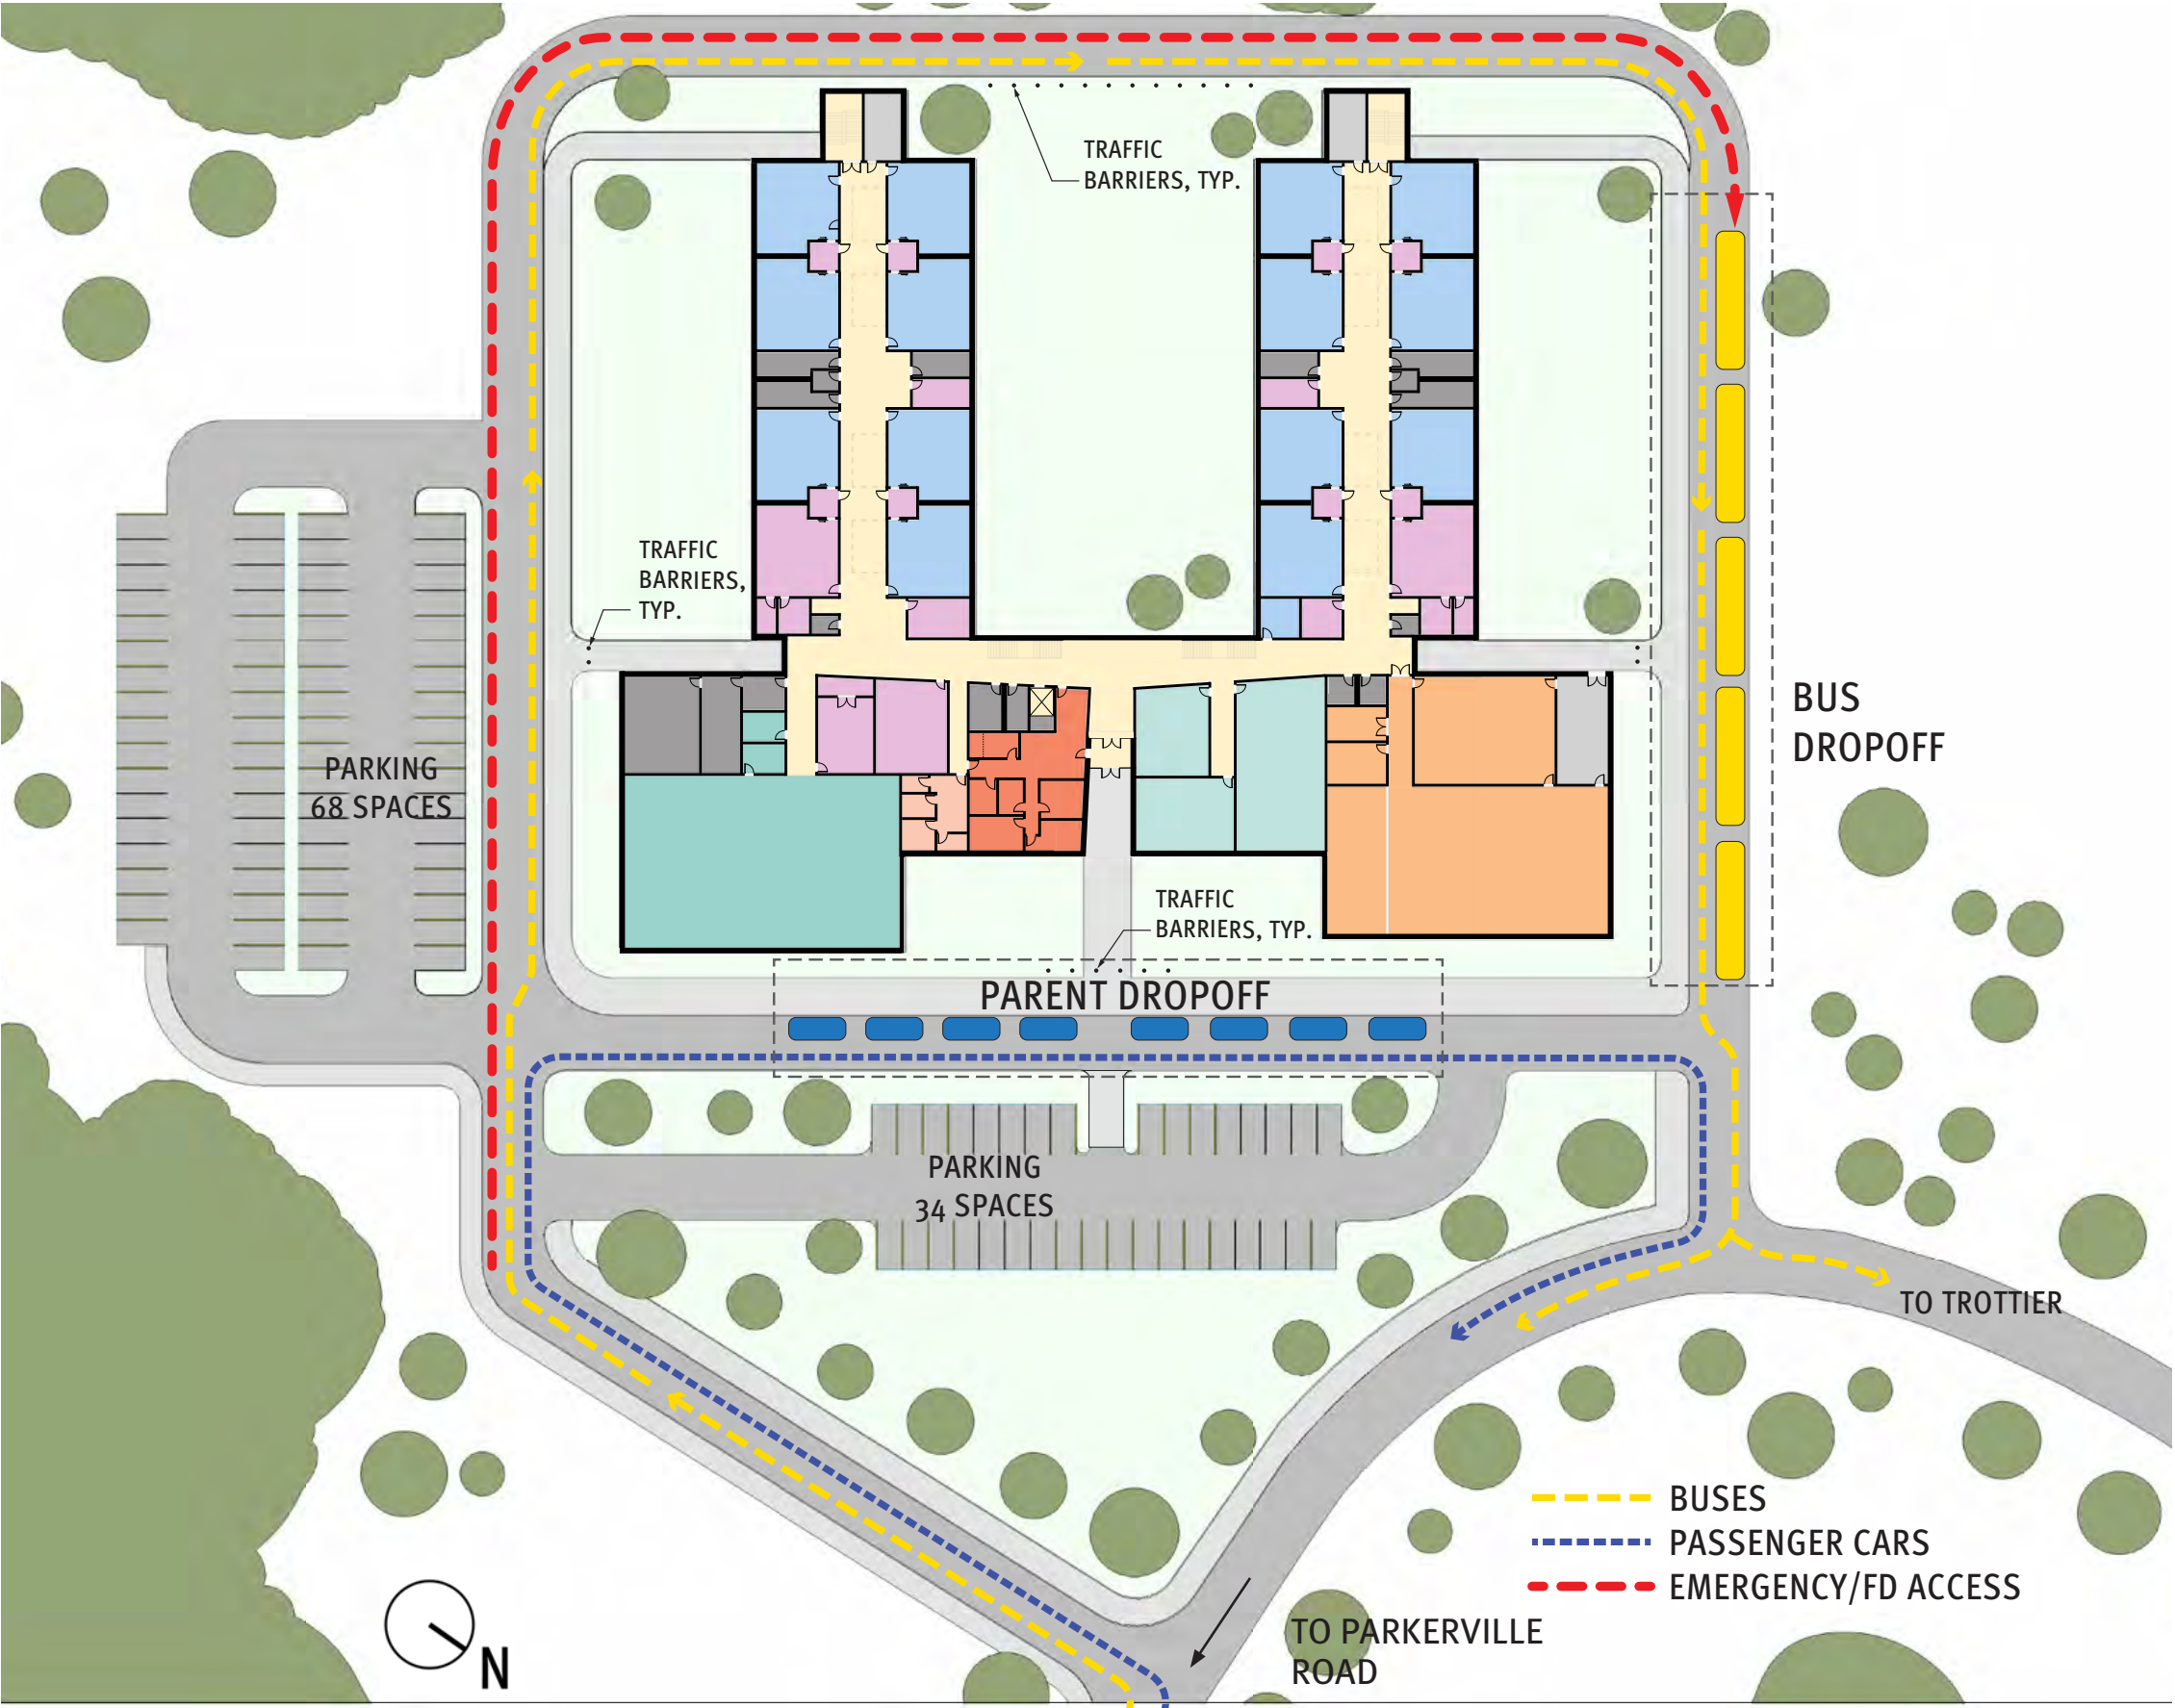 TRAFFIC
BARRIERS, TYP.
TRAFFIC
BARRIERS,
TYP.
BUS
DROPOFF
PARKING
68 SPACES
TRAFFIC
BARRIERS, TYP.
PARENT DROPOFF
PARKING
34 SPACES
TO TROTTIER
BUSES
PASSENGER CARS
EMERGENCY/FD ACCESS
TO PARKERVILLE
ROAD
N